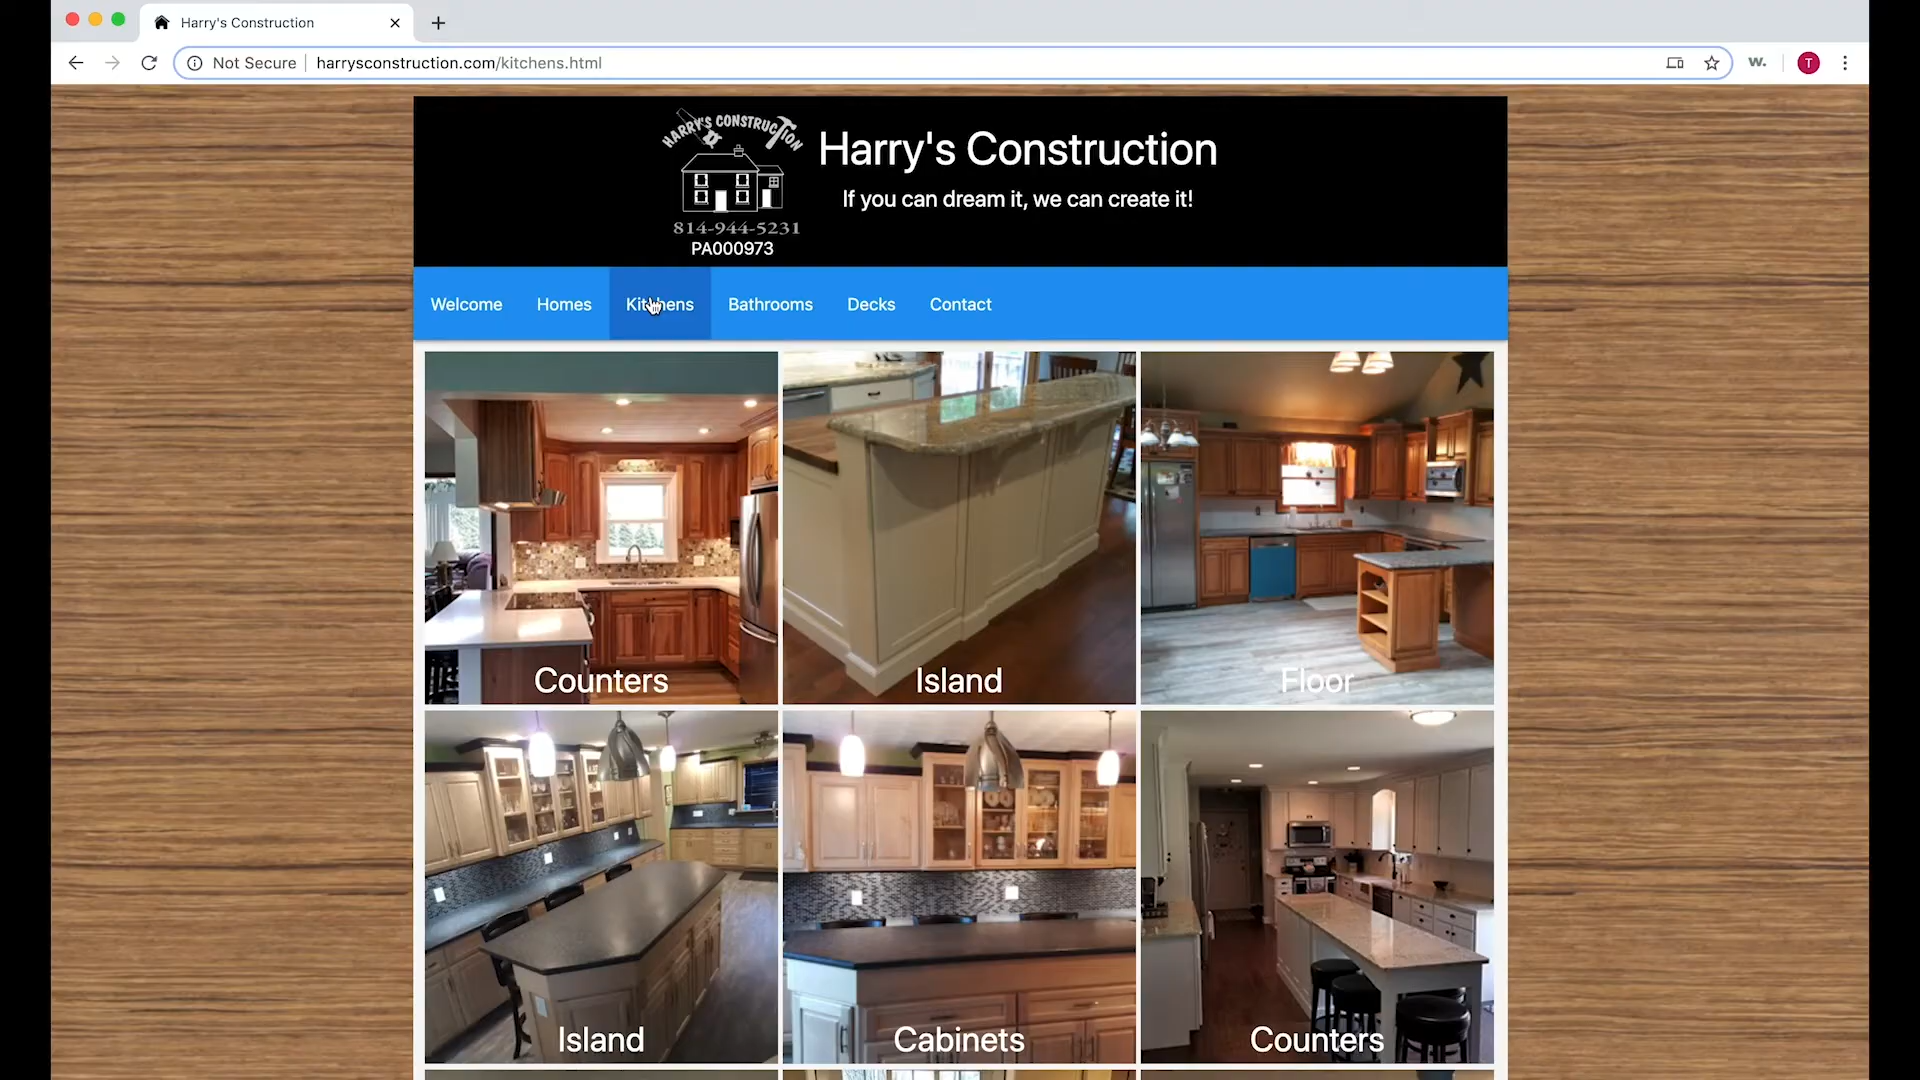 Harry's Construction
Not Secure
harrysconstruction.com/kitchens.html
W.
T
HARRY'S CONSTRUCTION
814-944-5231
PA000973
Harry's Construction
If you can dream it, we can create it!
Welcome
Homes
Kitchens
Bathrooms
Decks
Contact
Counters
Island
Floor
Island
Cabinets
Counters